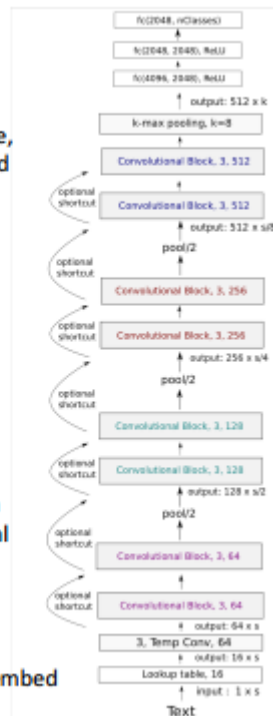 fc(2048, nClasses)
fc(2048, 2048), ReLU
fc(4096, 2048), ReLU
output: 512 x k
k-max pooling, k=8
e,
d
Convolutional Block, 3, 512
optional
shortcut
Convolutional Block, 3, 512
output: 512 x s/8
pool/2
optional
shortcut
Convolutional Block, 3, 256
optional
shortcut
Convolutional Block, 3, 256
output: 256 x s/4
pool/2
optional
shortcut
Convolutional Block, 3, 128
optional
shortcut
Convolutional Block, 3, 128
output: 128 x s/2
pool/2
al
optional
shortcut
Convolutional Block, 3, 64
optional
shortcut
Convolutional Block, 3, 64
output: 64 x s
3, Temp Conv, 64
output: 16 x s
mbed
Lookup table, 16
input : 1 x s
Text